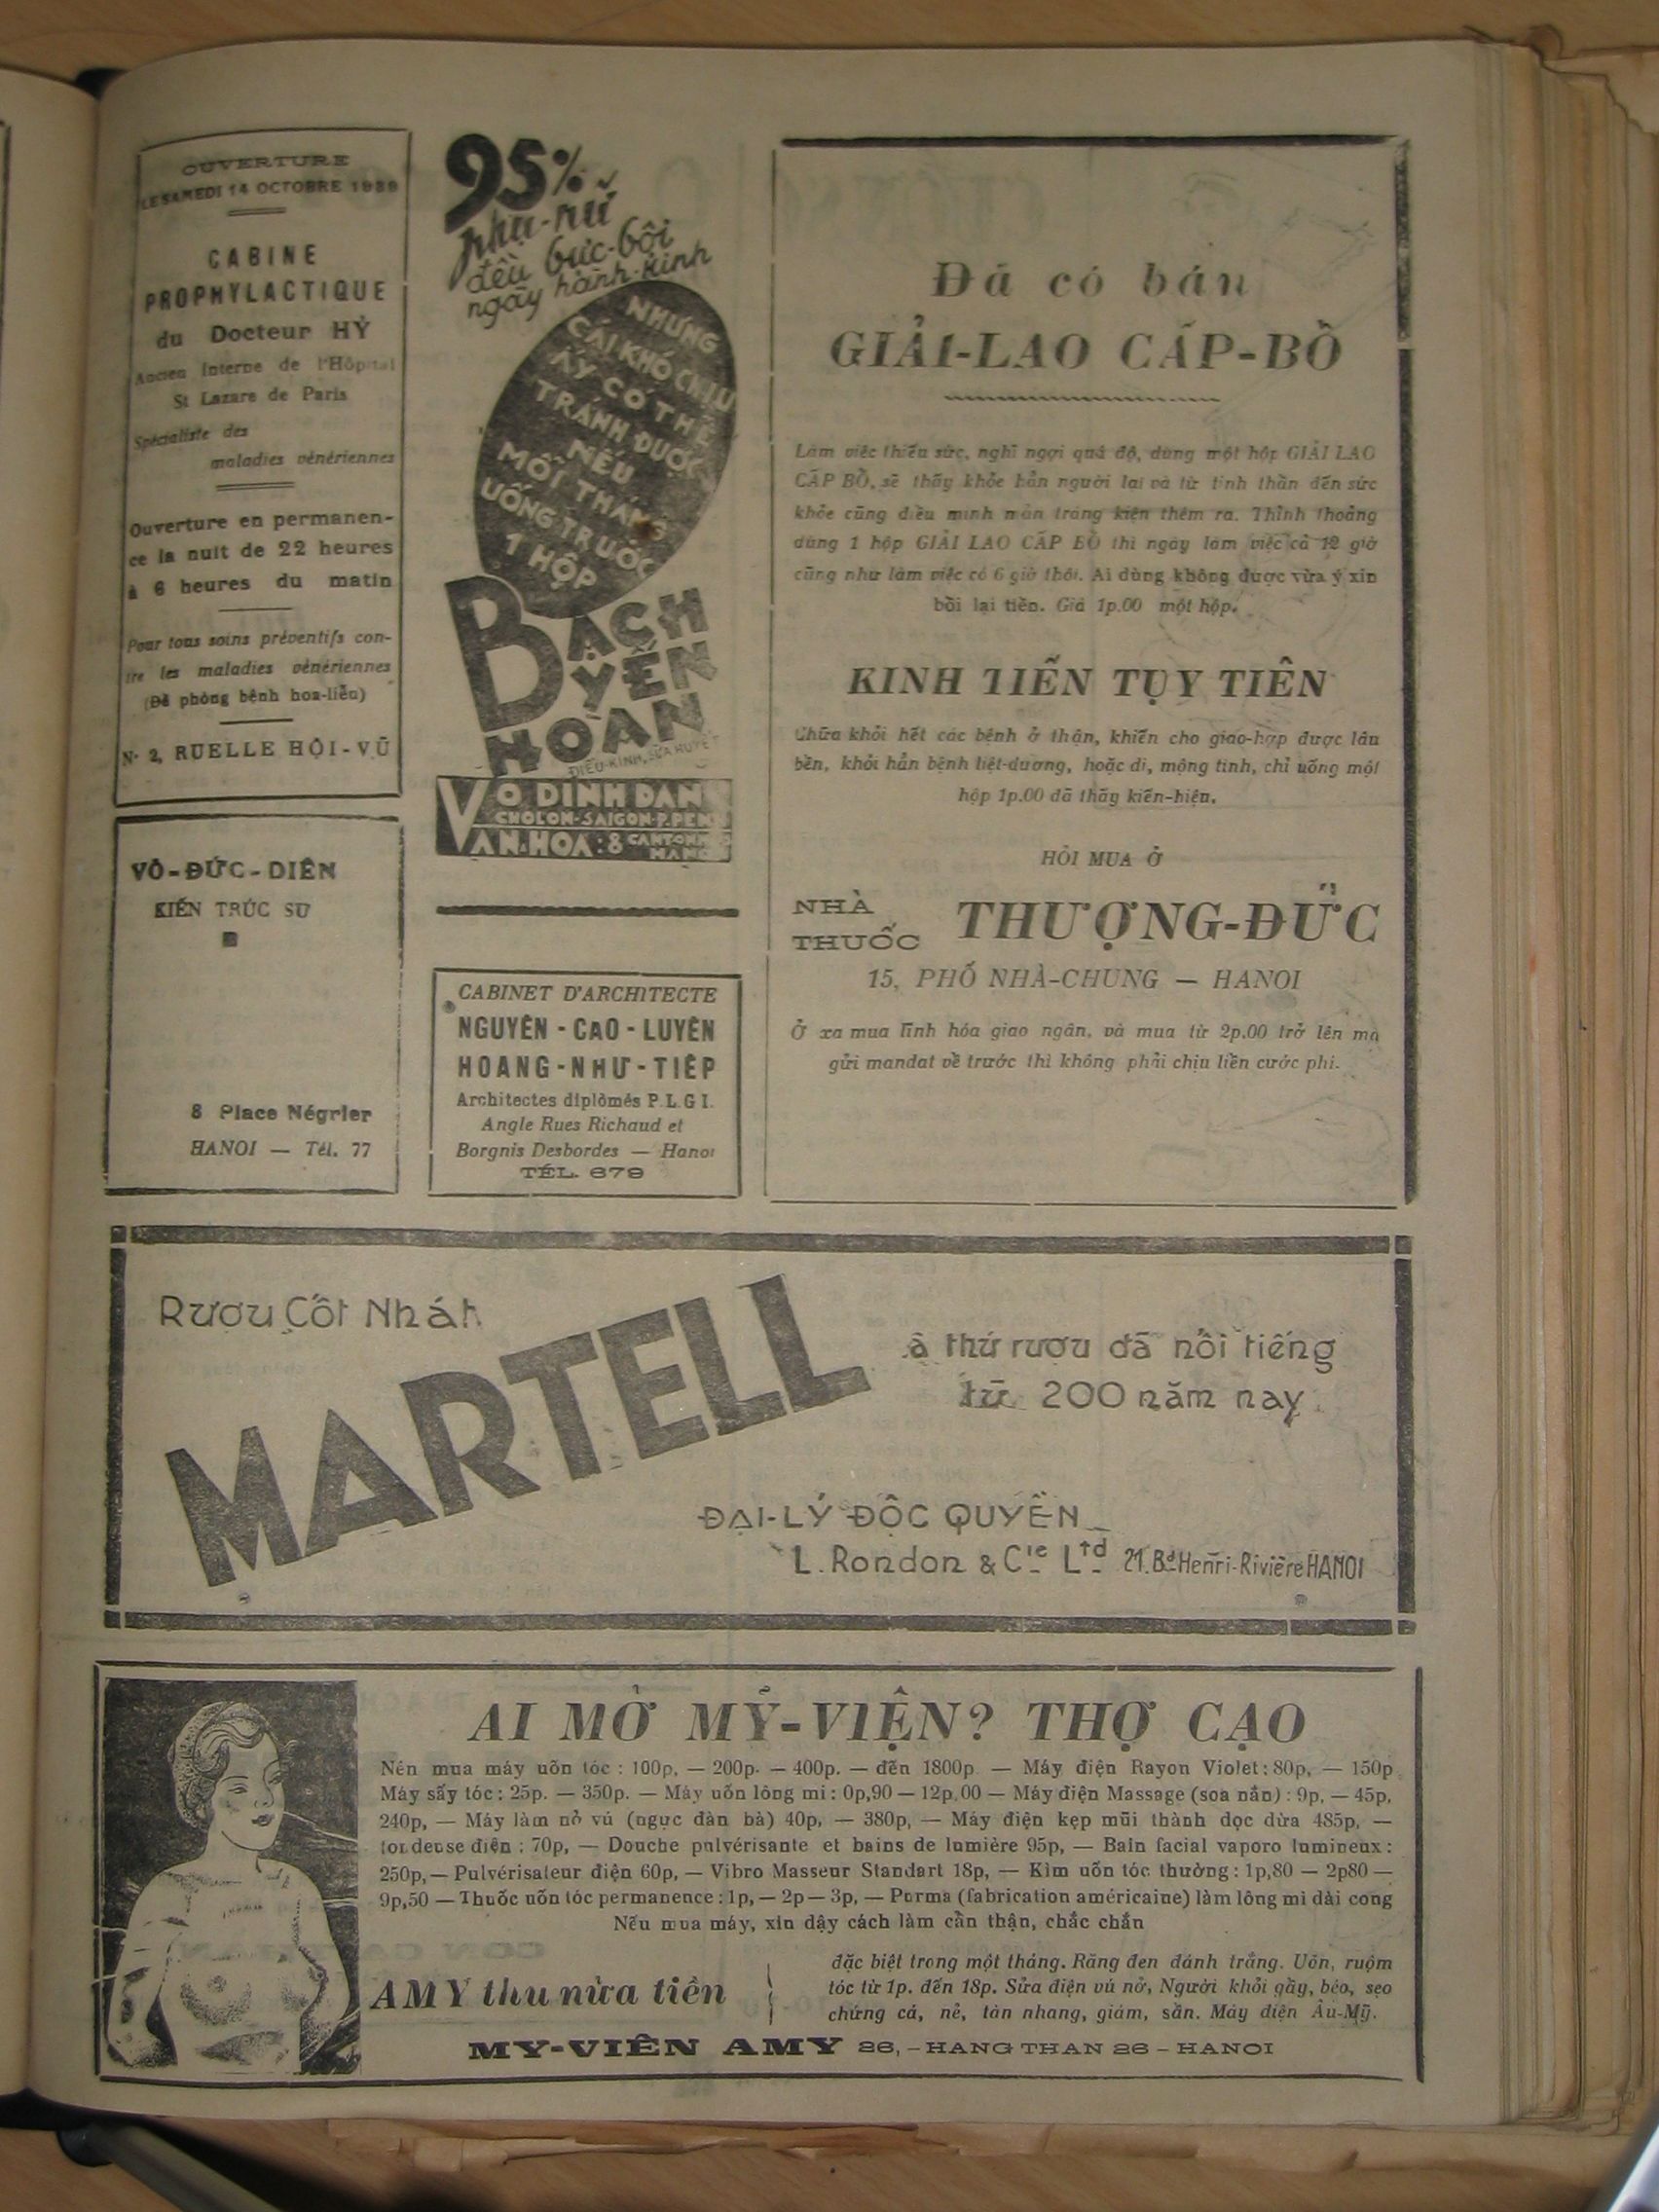 OUVERTURE
LE SAMEDI 14 OCTOBRE 1939
CABINE
PROPHYLACTIQUE
du Docteur HỶ
Ancien Interne de l'Hôpital
St Lazare de Paris
Spécialiste des
maladies vénériennes
Ouverture en permanen-
ce la nuit de 22 heures
à 6 heures du matin
Pour tous soins préventifs con-
tre les maladies vénériennes
(Đề phòng bệnh hoa-liễu)
Nº 2, RUELLE HỘI-VŨ
VÕ-ĐỨC-DIÊN
KIẾN TRÚC SƯ
8 Place Négrier
HANOI — Tél. 77
95%
phụ-nữ
đều bực-bội
ngày hành-kinh
NHỮNG
CÁI KHÓ CHỊU
ẤY CÓ THỂ
TRÁNH ĐƯỢC
NẾU
MỖI THÁNG
UỐNG TRƯỚC
1 HỘP
BẠCH
YẾN
HOÀN
ĐIỀU-KINH, SỬA HUYẾT
VÕ ĐÌNH DẦN
CHOLON-SAIGON-P.PENH
VẠN-HOA: 8 CANTONNAIS
HANOI
CABINET D'ARCHITECTE
NGUYÊN - CAO - LUYÊN
HOANG - NHƯ - TIÊP
Architectes diplômés P.L.G.I.
Angle Rues Richaud et
Borgnis Desbordes — Hanoi
TÉL. 679
Đã có bán
GIẢI-LAO CẤP-BỔ
Làm việc thiếu sức, nghĩ ngợi quá độ, dùng một hộp GIẢI LAO
CẤP BỔ, sẽ thấy khỏe hẳn người lại và từ tinh thần đến sức
khỏe cũng điều minh mẫn tráng kiện thêm ra. Thỉnh thoảng
dùng 1 hộp GIẢI LAO CẤP BỔ thì ngày làm việc cả 12 giờ
cũng như làm việc có 6 giờ thôi. Ai dùng không được vừa ý xin
bồi lại tiền. Giá 1p.00 một hộp.
KINH TIẾN TỤY TIÊN
Chữa khỏi hết các bệnh ở thận, khiến cho giao-hợp được lâu
bền, khỏi hẳn bệnh liệt-dương, hoặc di, mộng tinh, chỉ uống một
hộp 1p.00 đã thấy kiến-hiệu.
HỎI MUA Ở
NHÀ
THUỐC THƯỢNG-ĐỨC
15, PHỐ NHÀ-CHUNG — HANOI
Ở xa mua lĩnh hóa giao ngân, và mua từ 2p.00 trở lên mà
gửi mandat về trước thì không phải chịu tiền cước phí.
Rượu Cốt Nhát
MARTELL
là thứ rượu đã nổi tiếng
từ 200 năm nay
ĐẠI-LÝ ĐỘC QUYỀN
L. Rondon & Cie Ltd 21. Bd Henri-Rivière HANOI
AI MỞ MỸ-VIỆN? THỢ CẠO
Nên mua máy uốn tóc : 100p, — 200p. — 400p. — đến 1800p. — Máy điện Rayon Violet : 80p, — 150p
Máy sấy tóc : 25p. — 350p. — Máy uốn lông mi : 0p,90 — 12p,00 — Máy điện Massage (soa nắn) : 9p, — 45p,
240p, — Máy làm nở vú (ngực đàn bà) 40p, — 380p, — Máy điện kẹp mũi thành dọc dừa 485p, —
tondeuse điện : 70p, — Douche pulvérisante et bains de lumière 95p, — Bain facial vaporo lumineux :
250p, — Pulvérisateur điện 60p, — Vibro Masseur Standart 18p, — Kìm uốn tóc thường : 1p,80 — 2p80 —
9p,50 — Thuốc uốn tóc permanence : 1p, — 2p — 3p, — Perma (fabrication américaine) làm lông mi dài cong
Nếu mua máy, xin dậy cách làm cẩn thận, chắc chắn
AMY thu nửa tiền
đặc biệt trong một tháng. Răng đen đánh trắng. Uốn, ruộm
tóc từ 1p. đến 18p. Sửa điện vú nở, Người khỏi gầy, béo, sẹo
chứng cá, nẻ, tàn nhang, giám, sần. Máy điện Âu-Mỹ.
MY-VIÊN AMY 26, – HANG THAN 26 – HANOI